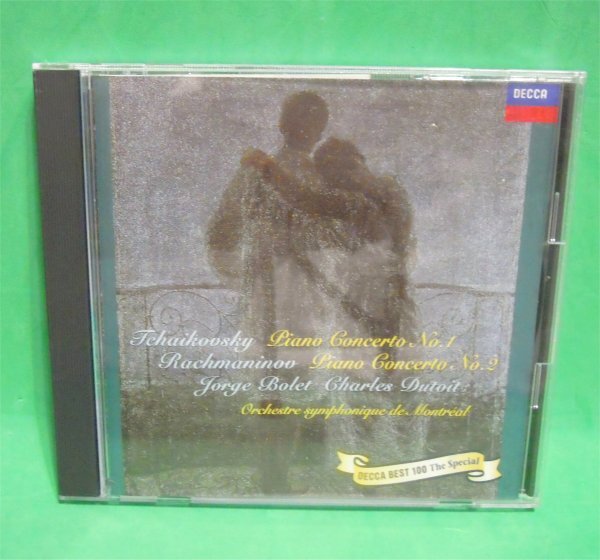 DECCA
Tchaikovsky Piano Concerto No.1
Rachmaninov Piano Concerto No.2
Jorge Bolet Charles Dutoit:
Orchestre symphonique de Montréal
DECCA BEST 100 The Special